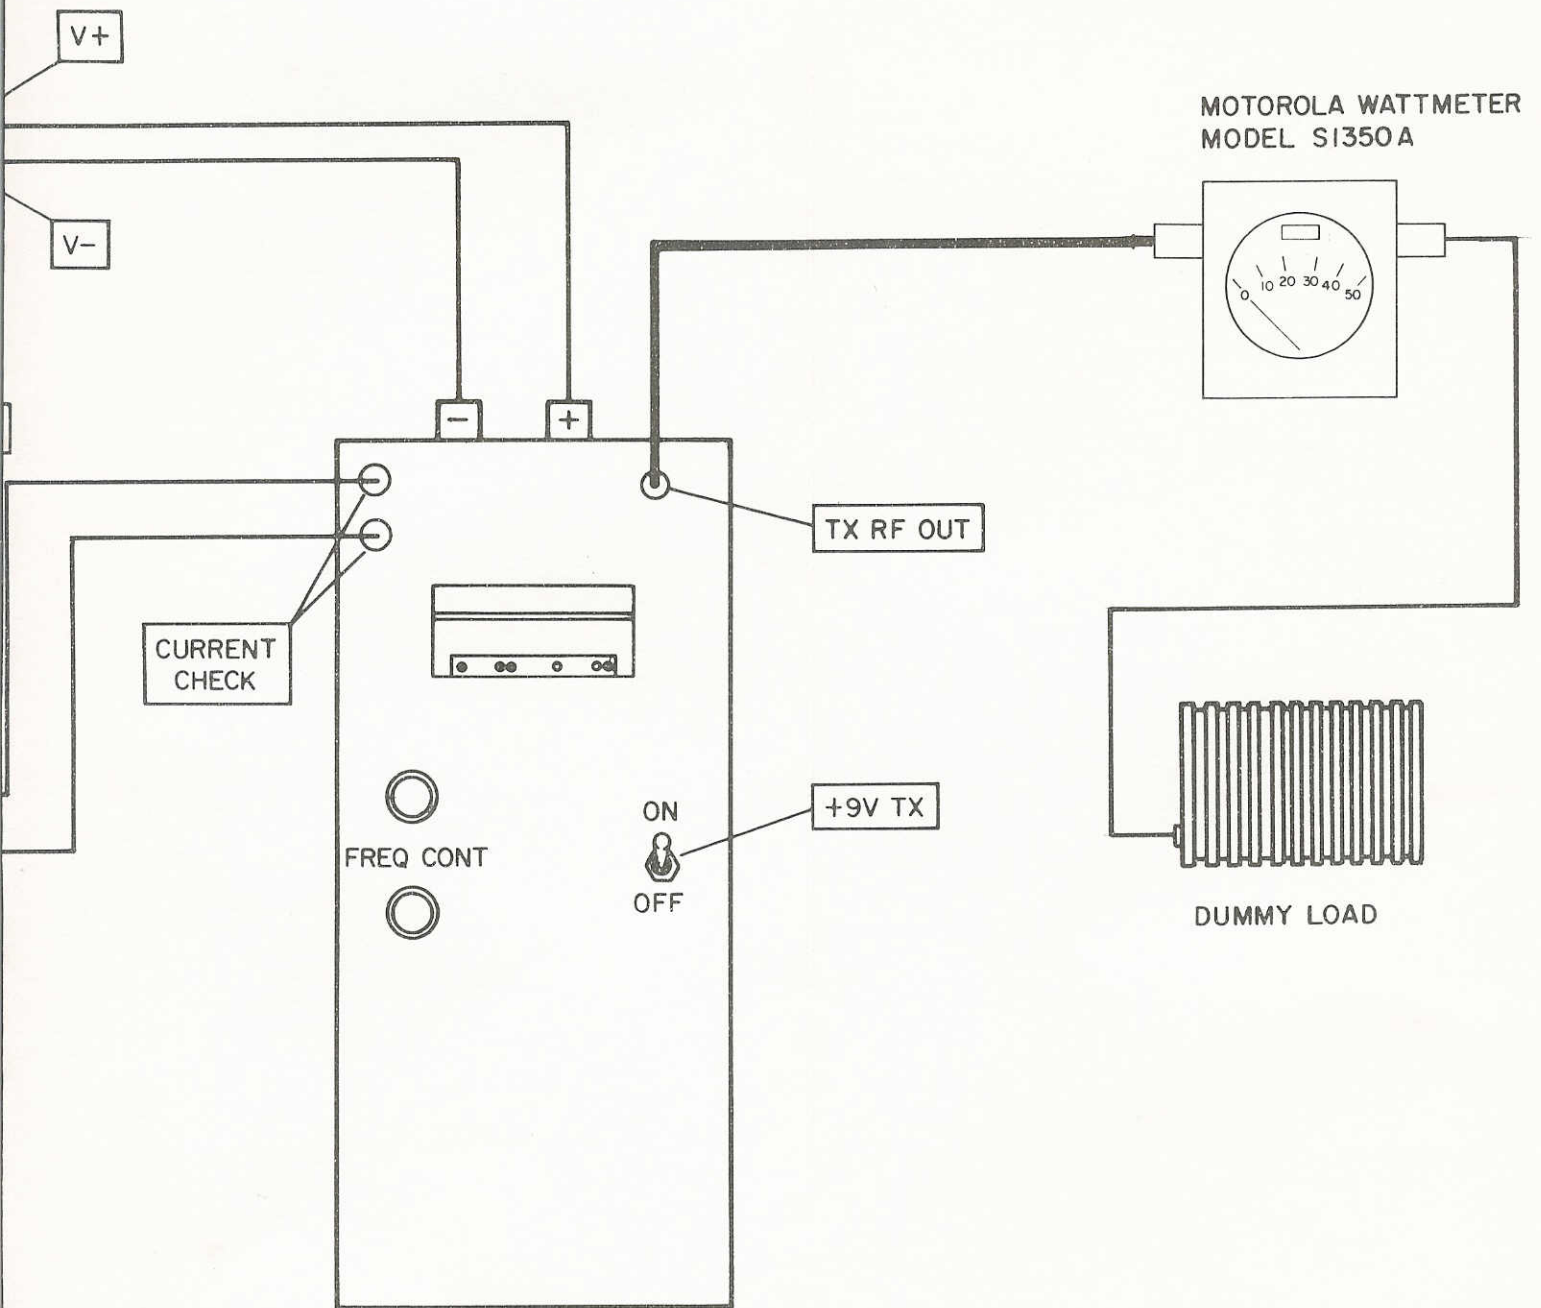 V+
MOTOROLA WATTMETER
MODEL S1350A
V-
0 10 20 30 40 50
- +
TX RF OUT
CURRENT
CHECK
+9V TX
ON
FREQ CONT
OFF
DUMMY LOAD